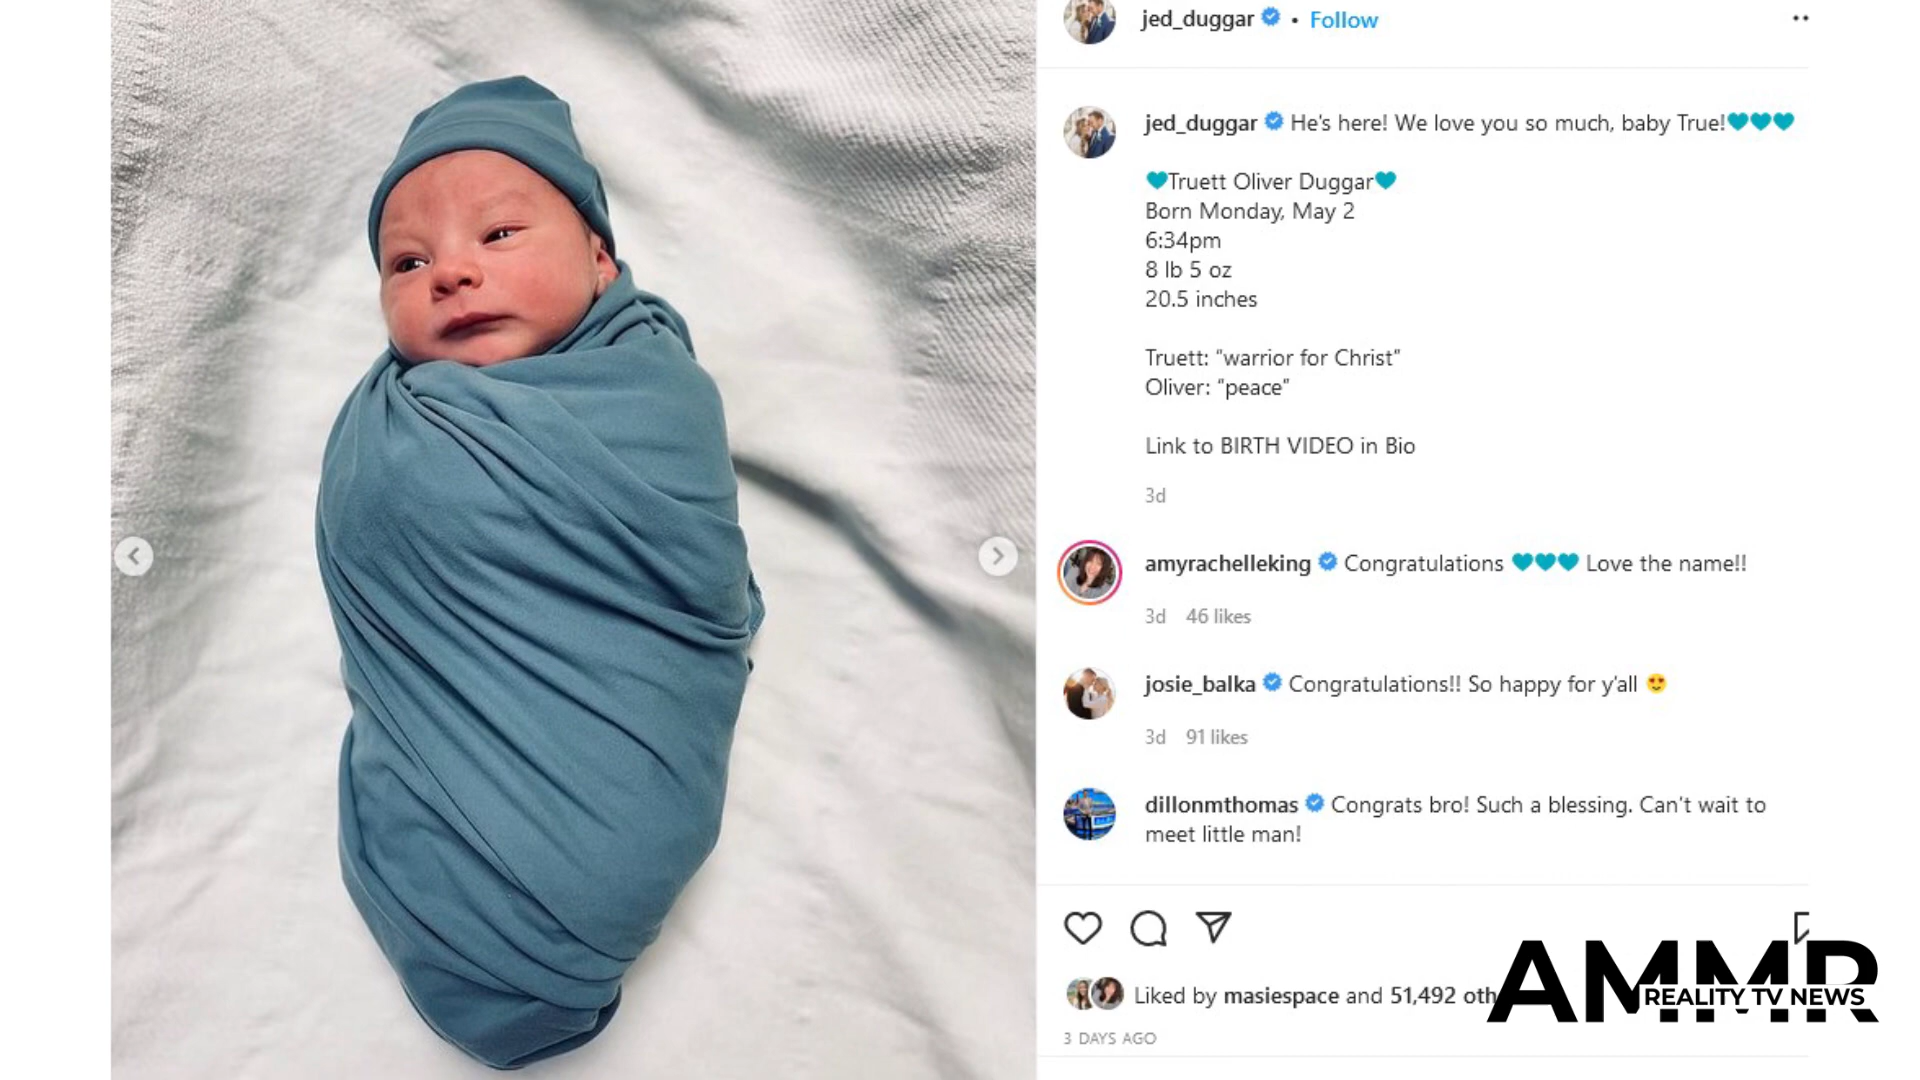 jed_duggar • Follow
jed_duggar He's here! We love you so much, baby True!
Truett Oliver Duggar
Born Monday, May 2
6:34pm
8 lb 5 oz
20.5 inches
Truett: “warrior for Christ”
Oliver: “peace”
Link to BIRTH VIDEO in Bio
3d
amyrachelleking Congratulations Love the name!!
3d 46 likes
josie_balka Congratulations!! So happy for y'all 😍
3d 91 likes
dillonmthomas Congrats bro! Such a blessing. Can't wait to
meet little man!
Liked by masiespace and 51,492 oth
3 DAYS AGO
AMMR
REALITY TV NEWS